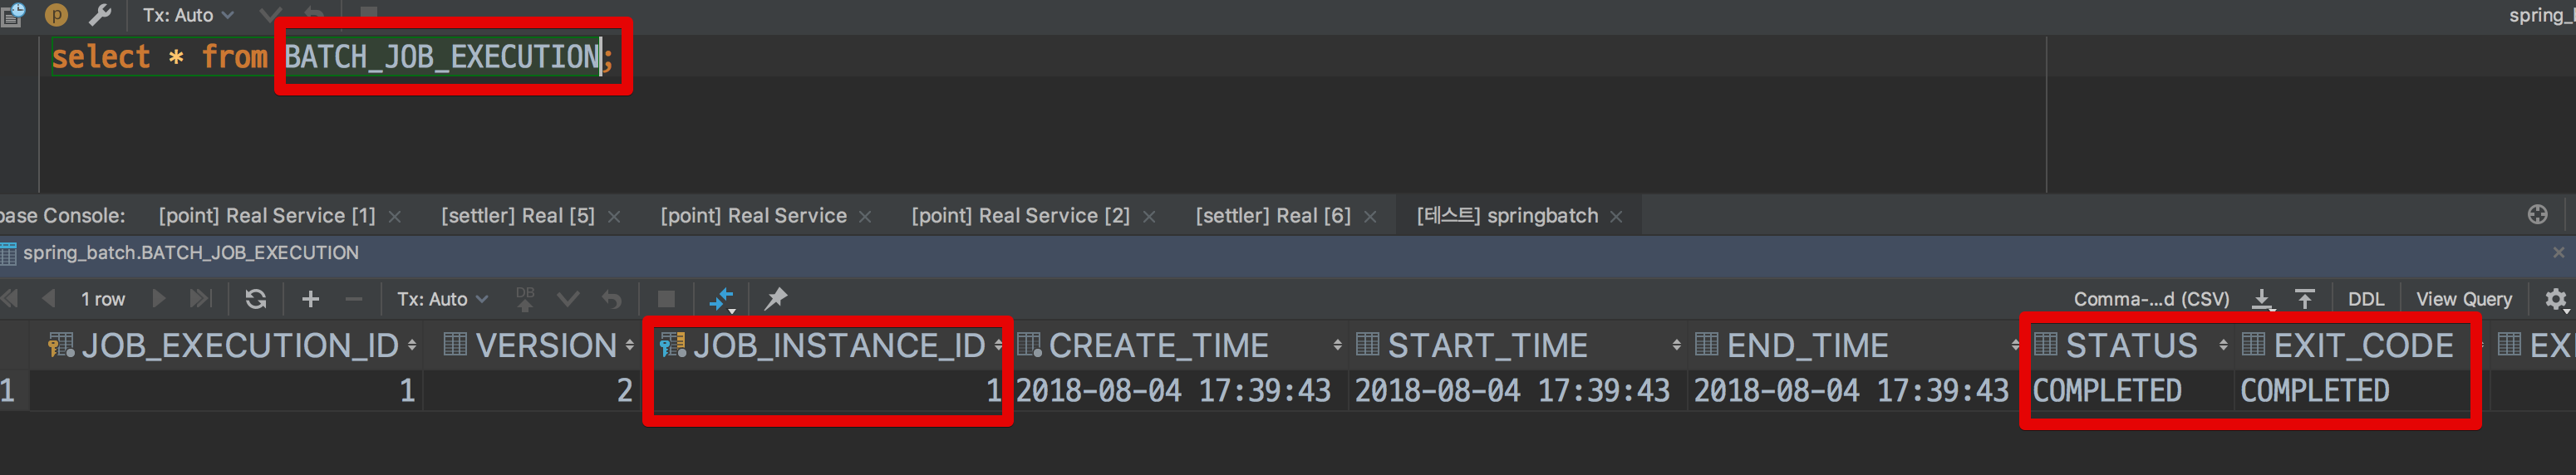 p Tx: Auto spring_l
select * from BATCH_JOB_EXECUTION;
base Console: [point] Real Service [1] [settler] Real [5] [point] Real Service [point] Real Service [2] [settler] Real [6] [테스트] springbatch
spring_batch.BATCH_JOB_EXECUTION
1 row Tx: Auto DB Comma-...d (CSV) DDL View Query
JOB_EXECUTION_ID VERSION JOB_INSTANCE_ID CREATE_TIME START_TIME END_TIME STATUS EXIT_CODE EX
1 1 2 1 2018-08-04 17:39:43 2018-08-04 17:39:43 2018-08-04 17:39:43 COMPLETED COMPLETED